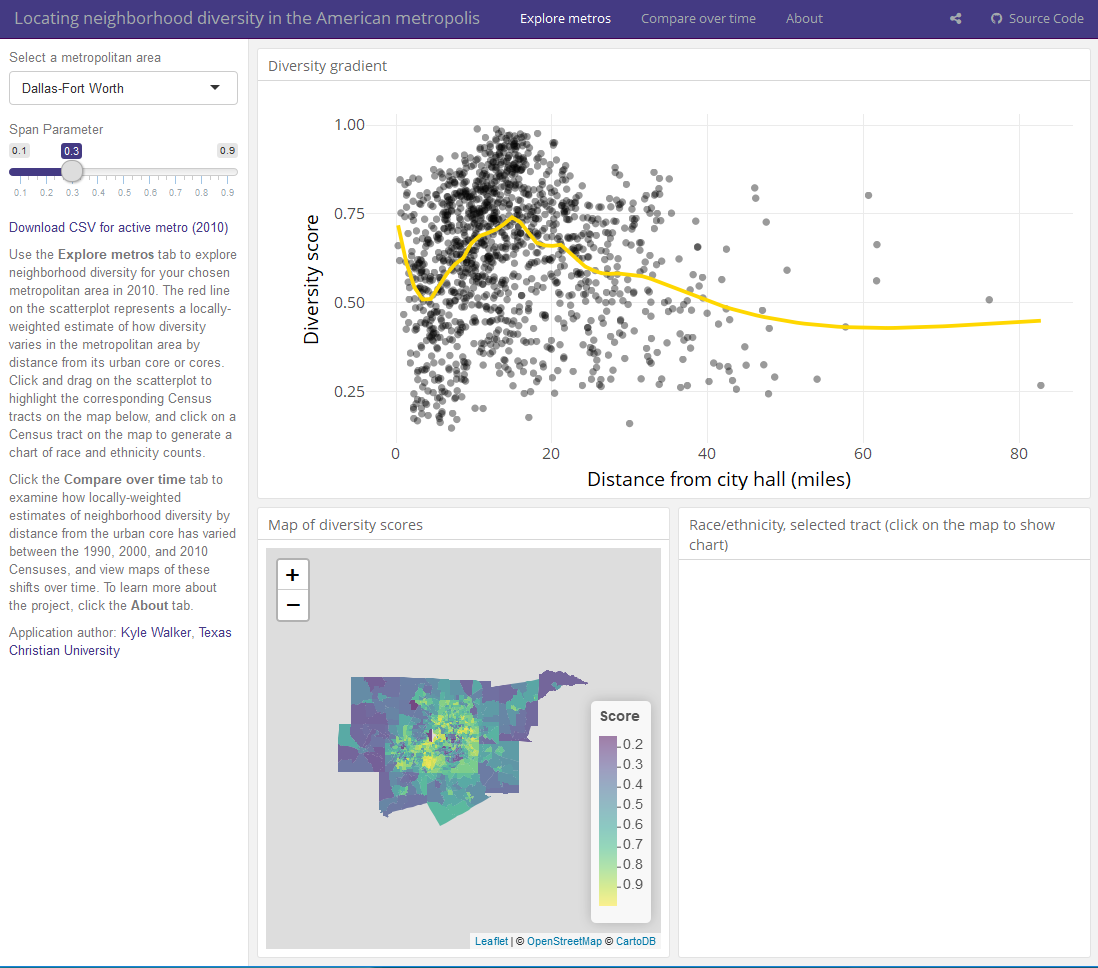 Locating neighborhood diversity in the American metropolis
Explore metros
Compare over time
About
Source Code
Select a metropolitan area
Dallas-Fort Worth
Span Parameter
0.1 0.3 0.9
0.1 0.2 0.3 0.4 0.5 0.6 0.7 0.8 0.9
Download CSV for active metro (2010)
Use the Explore metros tab to explore
neighborhood diversity for your chosen
metropolitan area in 2010. The red line
on the scatterplot represents a locally-
weighted estimate of how diversity
varies in the metropolitan area by
distance from its urban core or cores.
Click and drag on the scatterplot to
highlight the corresponding Census
tracts on the map below, and click on a
Census tract on the map to generate a
chart of race and ethnicity counts.
Click the Compare over time tab to
examine how locally-weighted
estimates of neighborhood diversity by
distance from the urban core has varied
between the 1990, 2000, and 2010
Censuses, and view maps of these
shifts over time. To learn more about
the project, click the About tab.
Application author: Kyle Walker, Texas
Christian University
Diversity gradient
Diversity score
1.00
0.75
0.50
0.25
0 20 40 60 80
Distance from city hall (miles)
Map of diversity scores
+
−
Score
0.2
0.3
0.4
0.5
0.6
0.7
0.8
0.9
Leaflet | © OpenStreetMap © CartoDB
Race/ethnicity, selected tract (click on the map to show
chart)